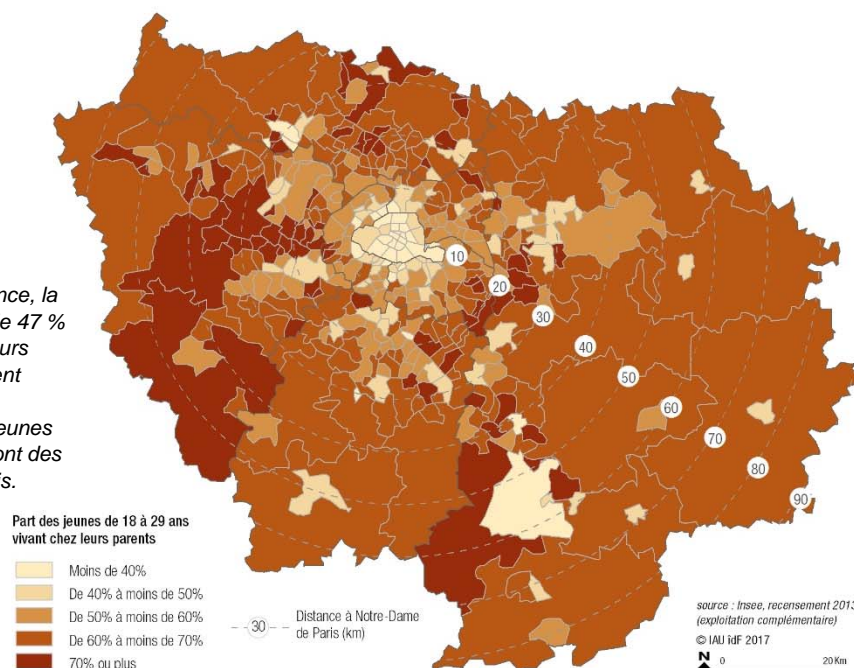 nce, la
e 47 %
urs
ent
eunes
ont des
is.
10
20
30
40
50
60
70
80
90
Part des jeunes de 18 à 29 ans
vivant chez leurs parents
Moins de 40%
De 40% à moins de 50%
De 50% à moins de 60%
De 60% à moins de 70%
70% ou plus
30 Distance à Notre-Dame
de Paris (km)
source : Insee, recensement 2013
(exploitation complémentaire)
© IAU îdF 2017
N 0 20 Km